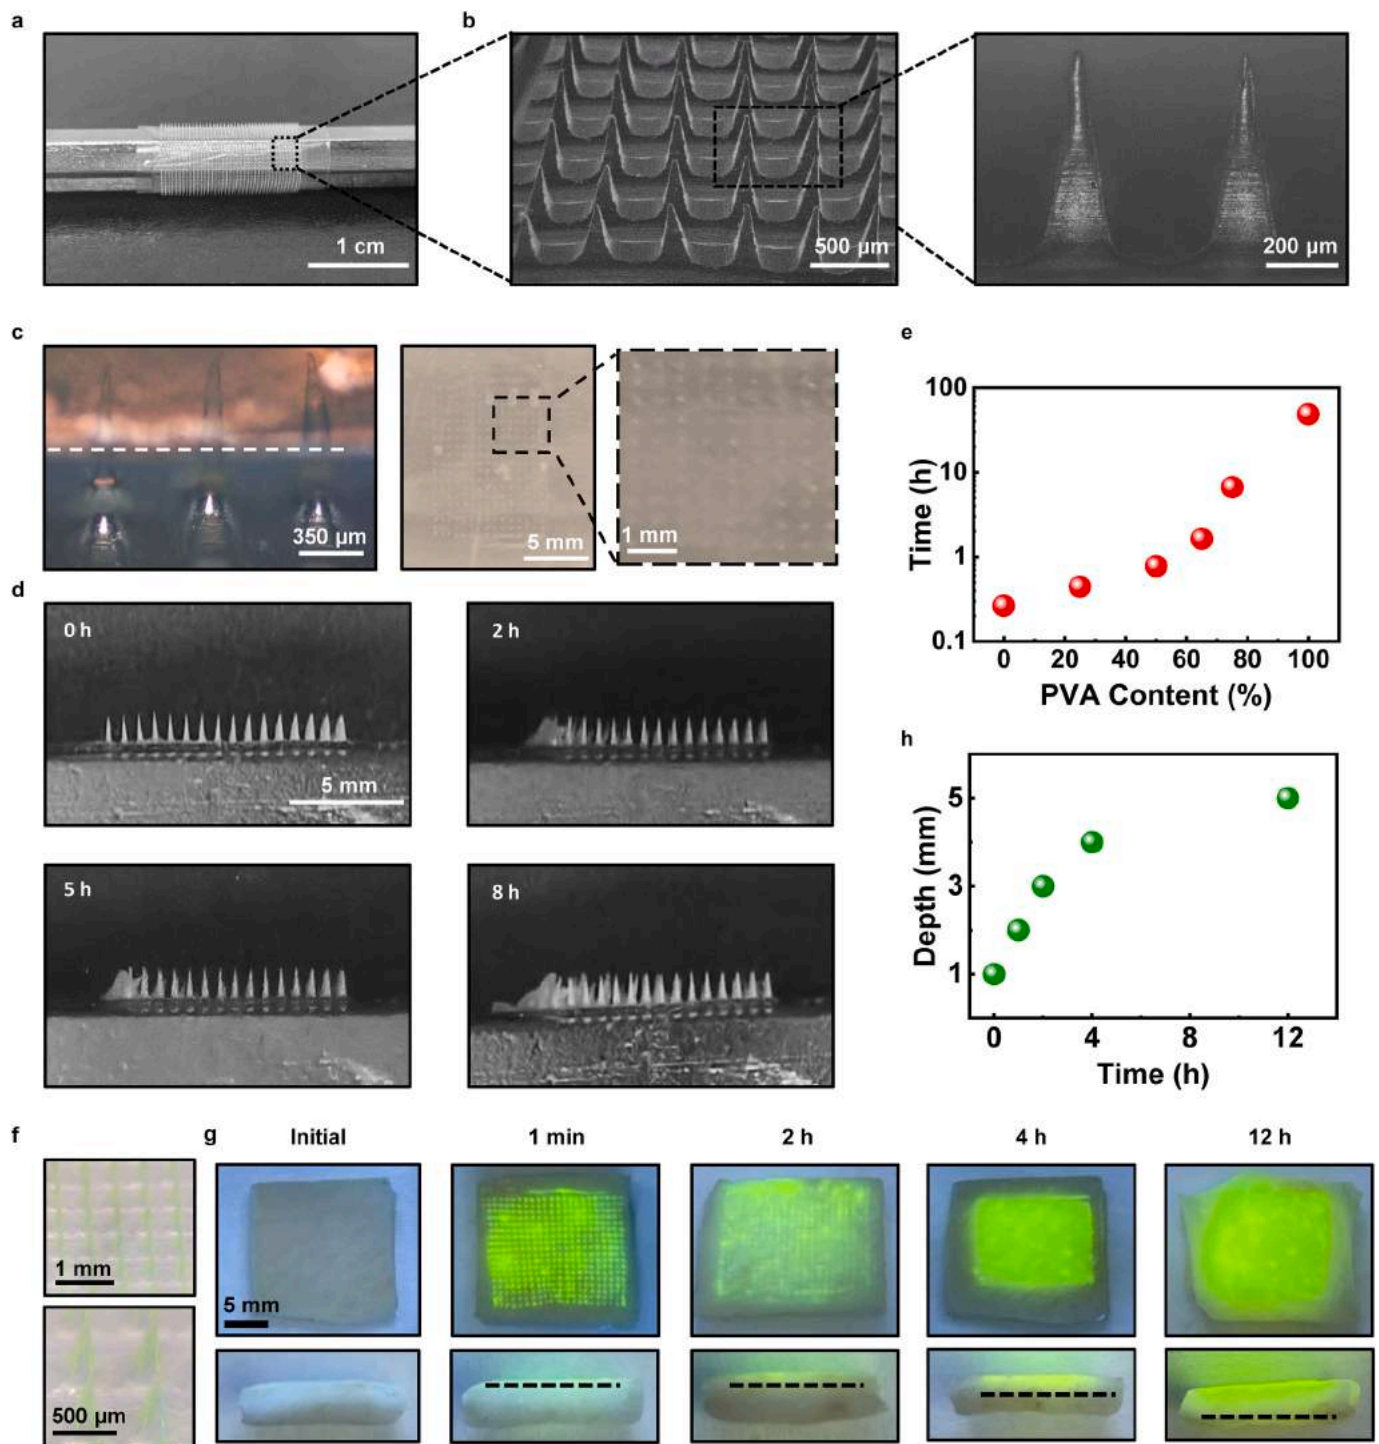 a
b
1 cm
500 µm
200 µm
c
350 µm
5 mm
1 mm
d
0 h
5 mm
2 h
5 h
8 h
e
100
10
1
0.1
Time (h)
0 20 40 60 80 100
PVA Content (%)
h
5
3
1
Depth (mm)
0 4 8 12
Time (h)
f
1 mm
500 µm
g
Initial
1 min
2 h
4 h
12 h
5 mm